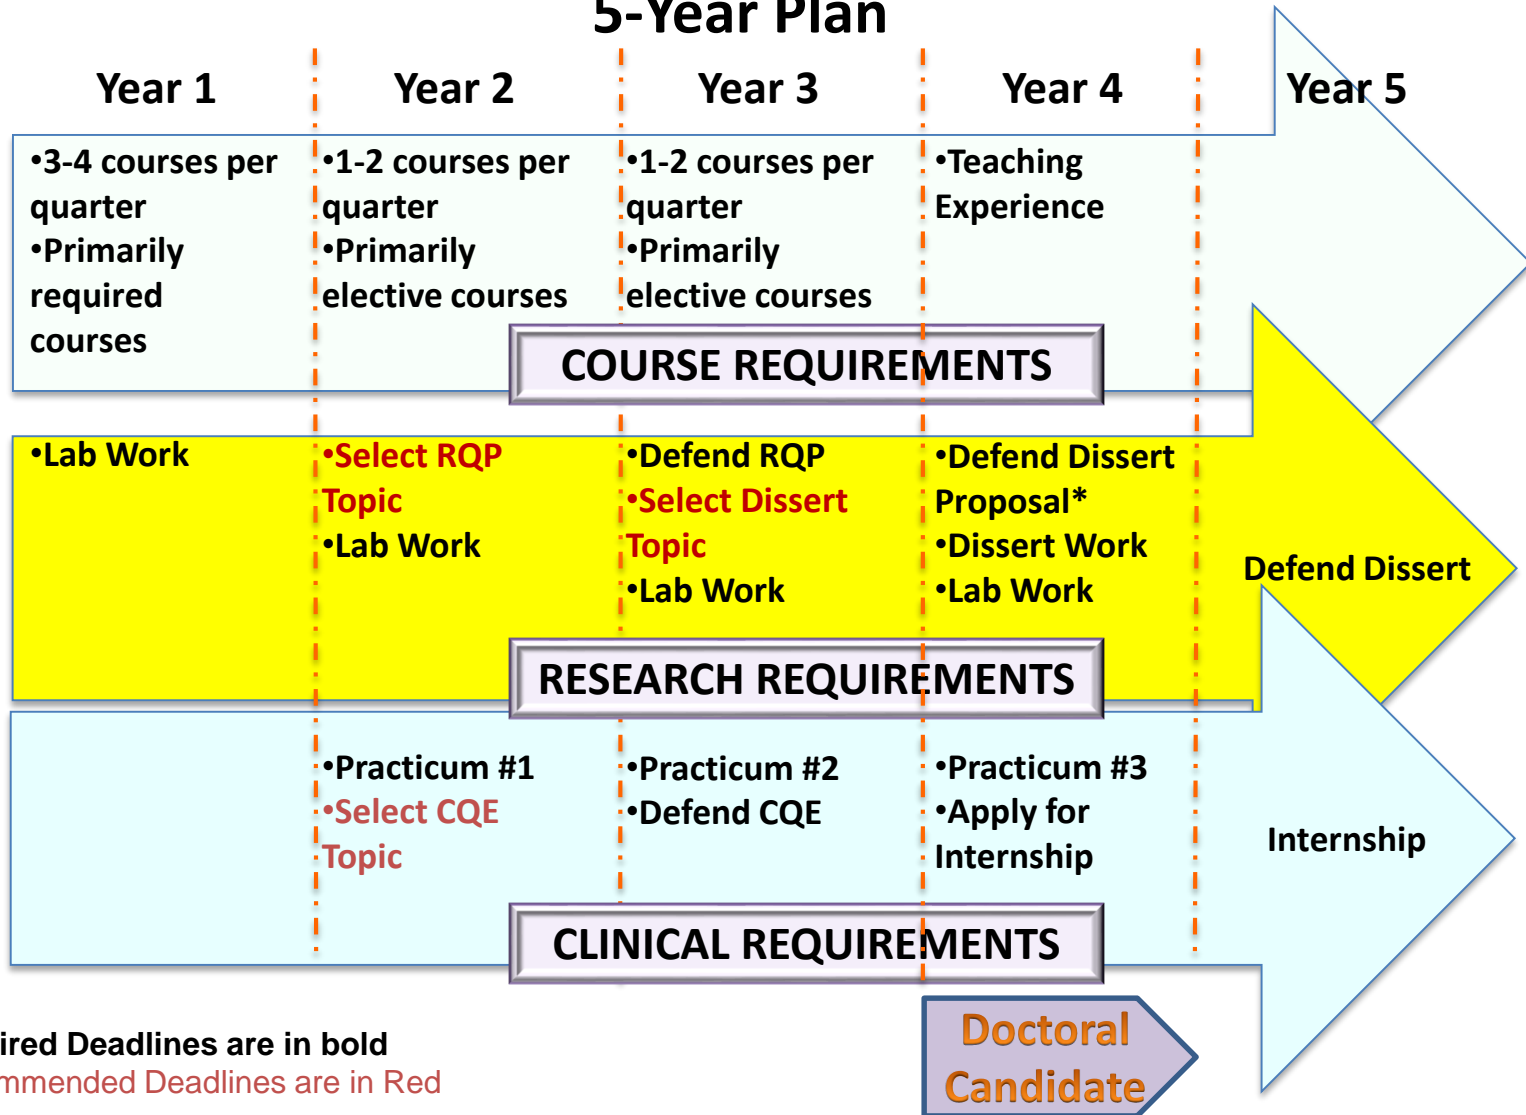 5-Year Plan
Year 1
Year 2
Year 3
Year 4
Year 5
•3-4 courses per
quarter
•Primarily
required
courses
•1-2 courses per
quarter
•Primarily
elective courses
•1-2 courses per
quarter
•Primarily
elective courses
•Teaching
Experience
COURSE REQUIREMENTS
•Lab Work
•Select RQP
Topic
•Lab Work
•Defend RQP
•Select Dissert
Topic
•Lab Work
•Defend Dissert
Proposal*
•Dissert Work
•Lab Work
Defend Dissert
RESEARCH REQUIREMENTS
•Practicum #1
•Select CQE
Topic
•Practicum #2
•Defend CQE
•Practicum #3
•Apply for
Internship
Internship
CLINICAL REQUIREMENTS
Doctoral
Candidate
ired Deadlines are in bold
mmended Deadlines are in Red